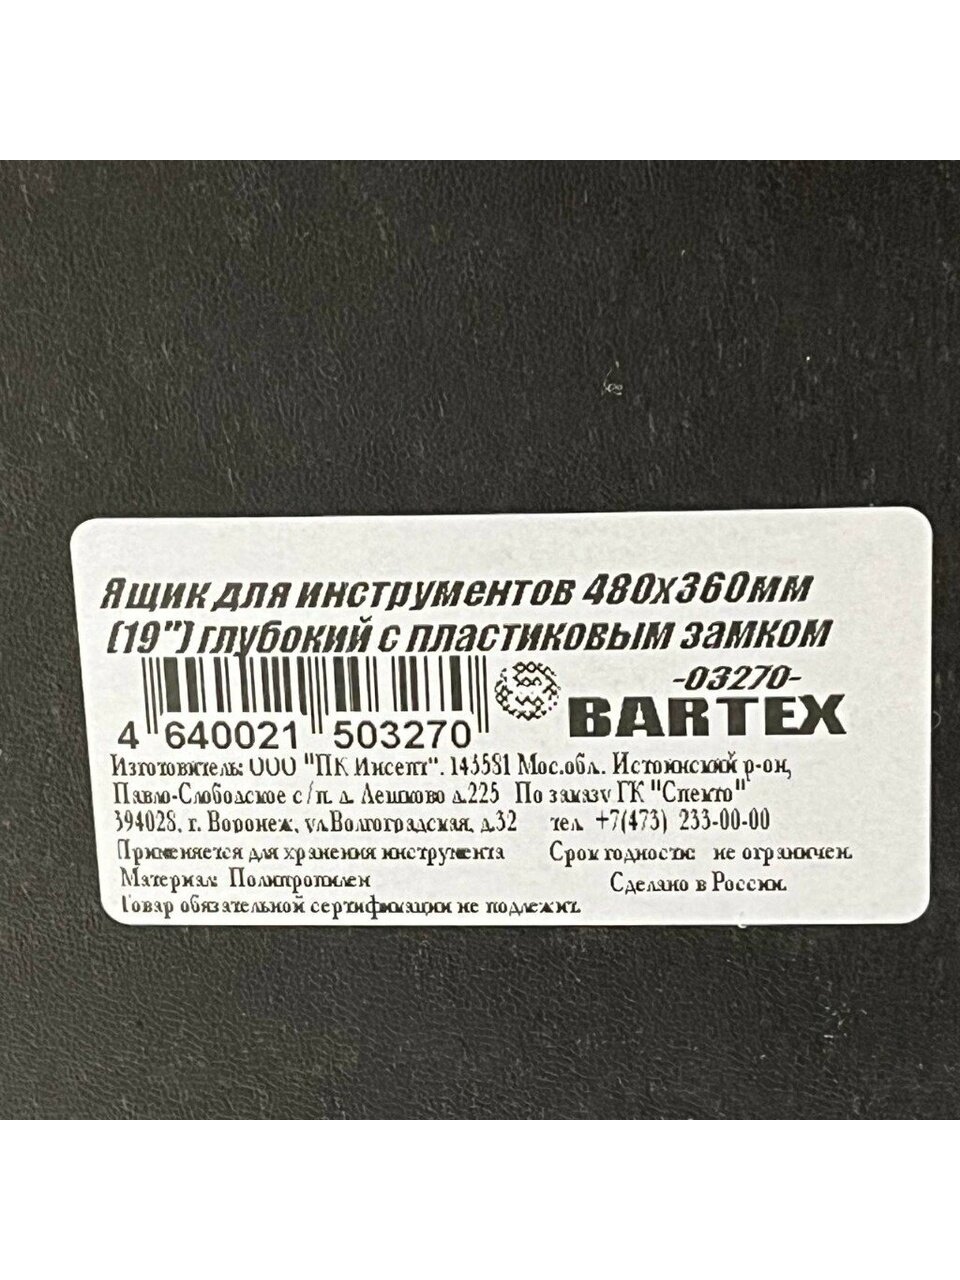 Ящик для инструментов 480х360мм
(19") глубокий с пластиковым замком
-03270-
BARTEX
4 640021 503270
Изготовитель: ООО "ПК Инсепт". 143581 Мос.обл. Истринский р-он,
Павло-Слободское с/п. д. Лешково д.225 По заказу ГК "Спекто"
394028, г. Воронеж, ул.Волгоградская, д.32 тел. +7(473) 233-00-00
Применяется для хранения инструмента Срок годности: не ограничен.
Материал: Полипропилен Сделано в России.
Товар обязательной сертификации не подлежит.